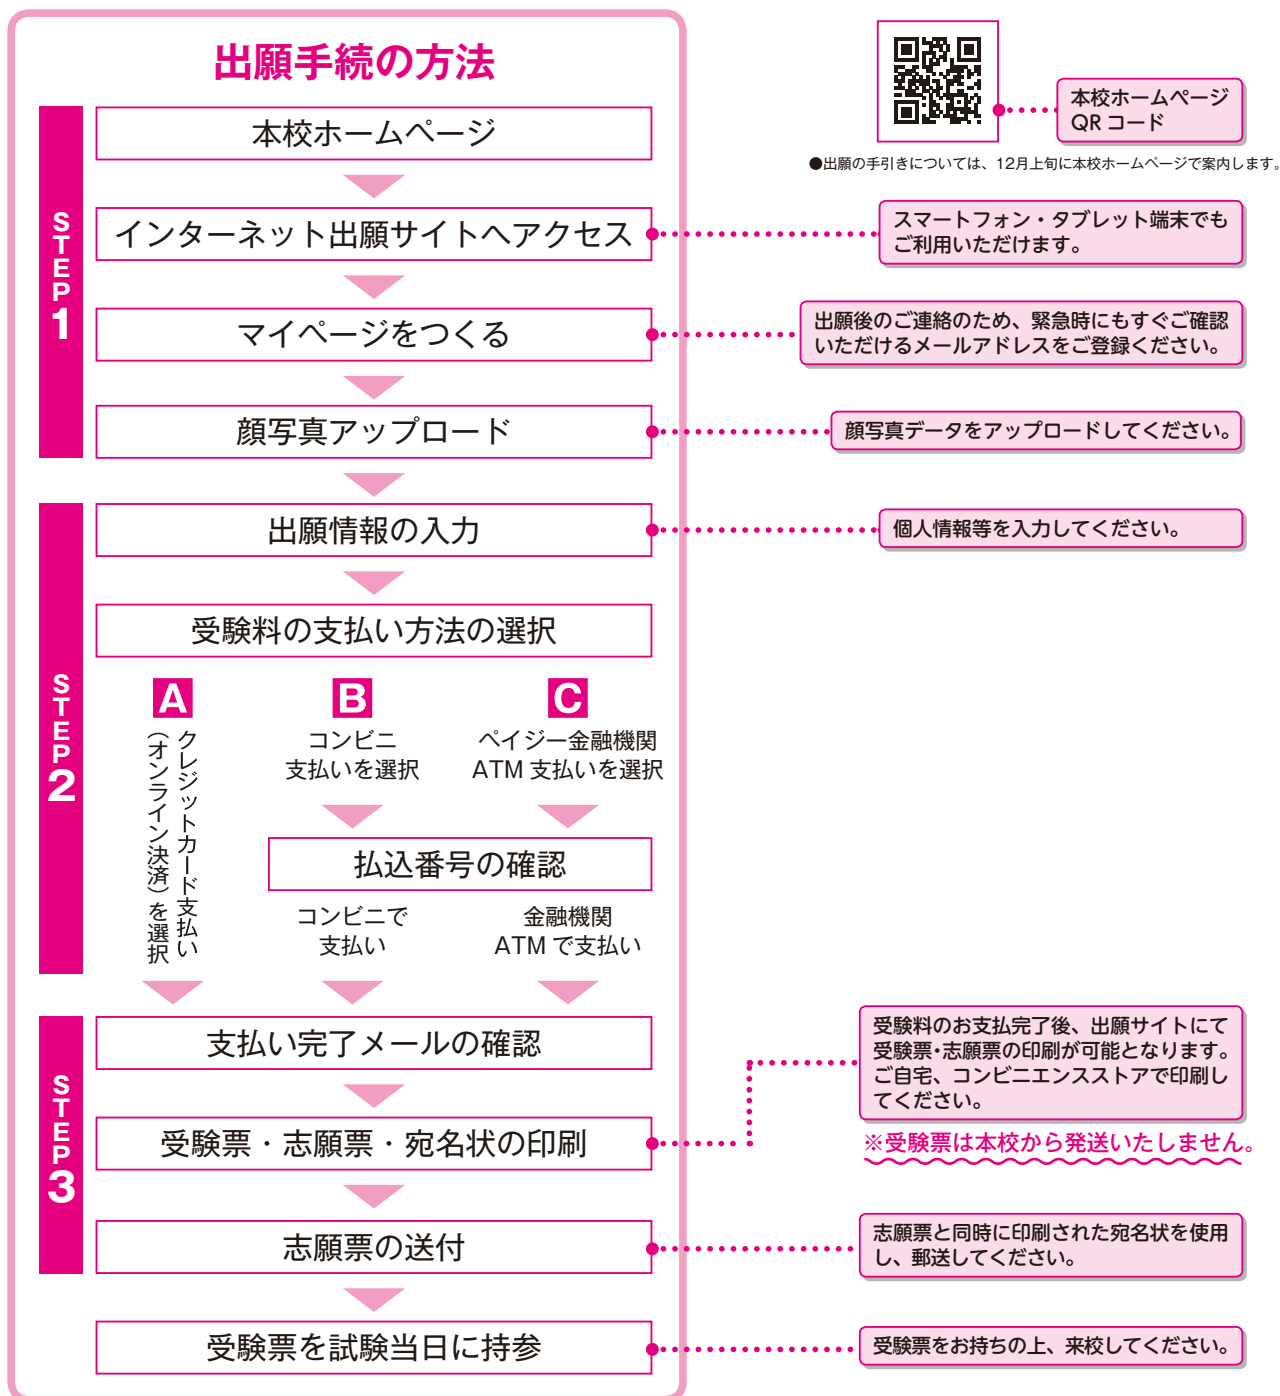 出願手続の方法
本校ホームページ
QRコード
●出願の手引きについては、12月上旬に本校ホームページで案内します。
STEP1
本校ホームページ
インターネット出願サイトへアクセス
スマートフォン・タブレット端末でも
ご利用いただけます。
マイページをつくる
出願後のご連絡のため、緊急時にもすぐご確認
いただけるメールアドレスをご登録ください。
顔写真アップロード
顔写真データをアップロードしてください。
STEP2
出願情報の入力
個人情報等を入力してください。
受験料の支払い方法の選択
A
クレジットカード支払い
（オンライン決済）を選択
B
コンビニ
支払いを選択
C
ペイジー金融機関
ATM 支払いを選択
払込番号の確認
コンビニで
支払い
金融機関
ATM で支払い
STEP3
支払い完了メールの確認
受験票・志願票・宛名状の印刷
受験料のお支払完了後、出願サイトにて
受験票・志願票の印刷が可能となります。
ご自宅、コンビニエンスストアで印刷し
てください。
※受験票は本校から発送いたしません。
志願票の送付
志願票と同時に印刷された宛名状を使用
し、郵送してください。
受験票を試験当日に持参
受験票をお持ちの上、来校してください。